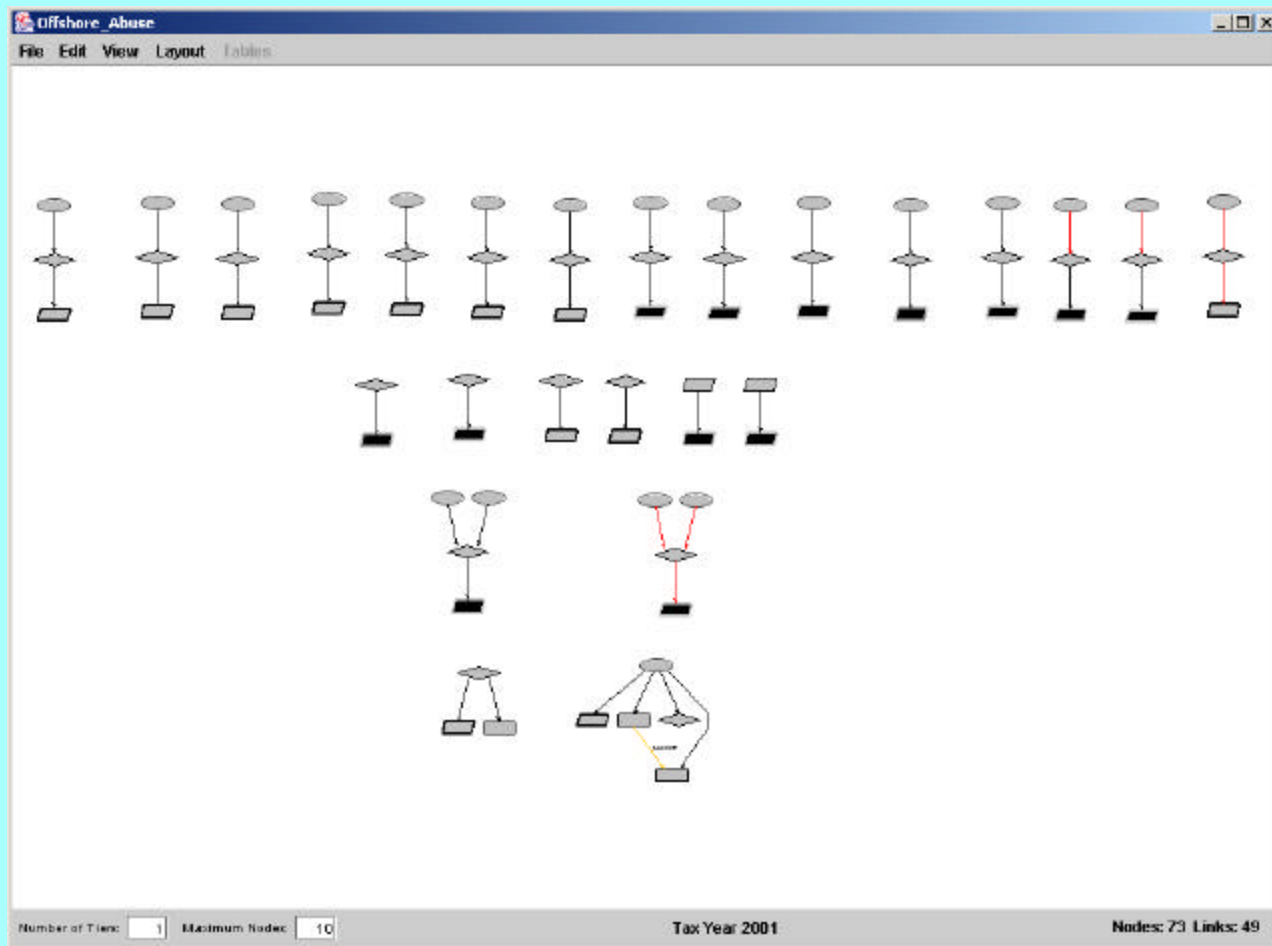 Offshore_Abuse
File Edit View Layout Tables
Number of Tiers: 1 Maximum Nodes: 10 Tax Year 2001 Nodes: 73 Links: 49